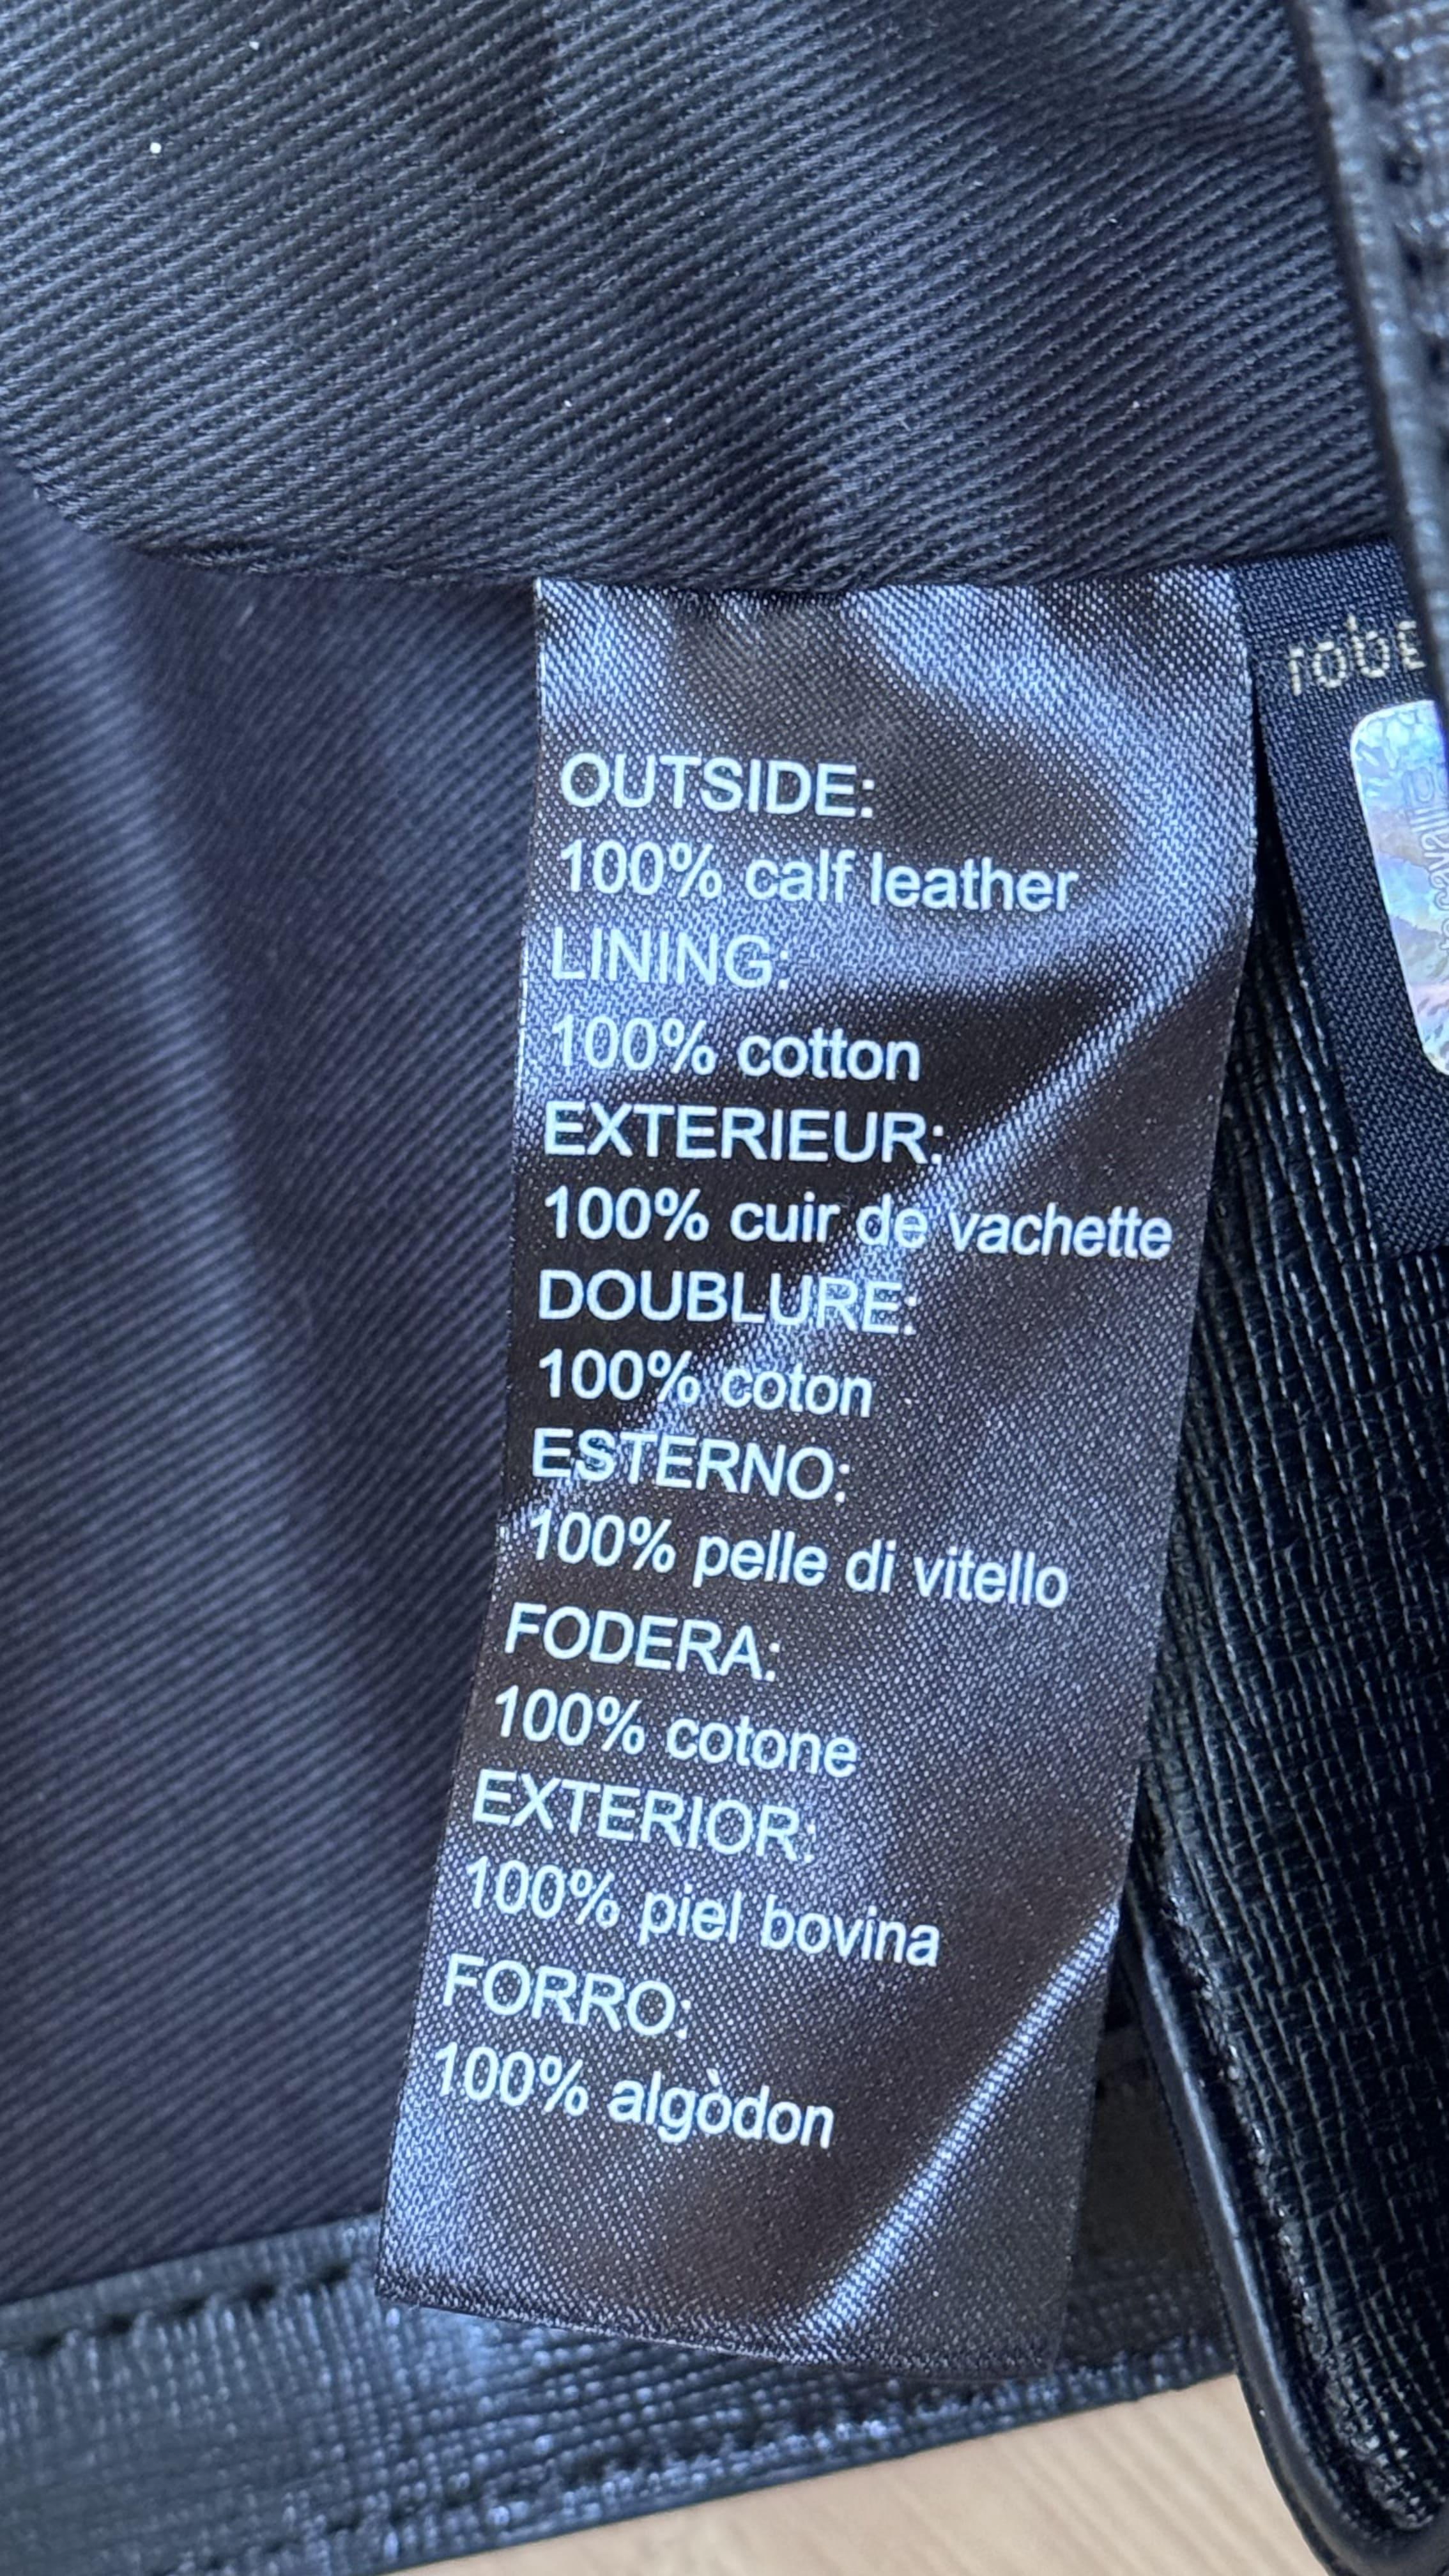 OUTSIDE:
100% calf leather
LINING:
100% cotton
EXTERIEUR:
100% cuir de vachette
DOUBLURE:
100% coton
ESTERNO:
100% pelle di vitello
FODERA:
100% cotone
EXTERIOR:
100% piel bovina
FORRO:
100% algòdon
robe